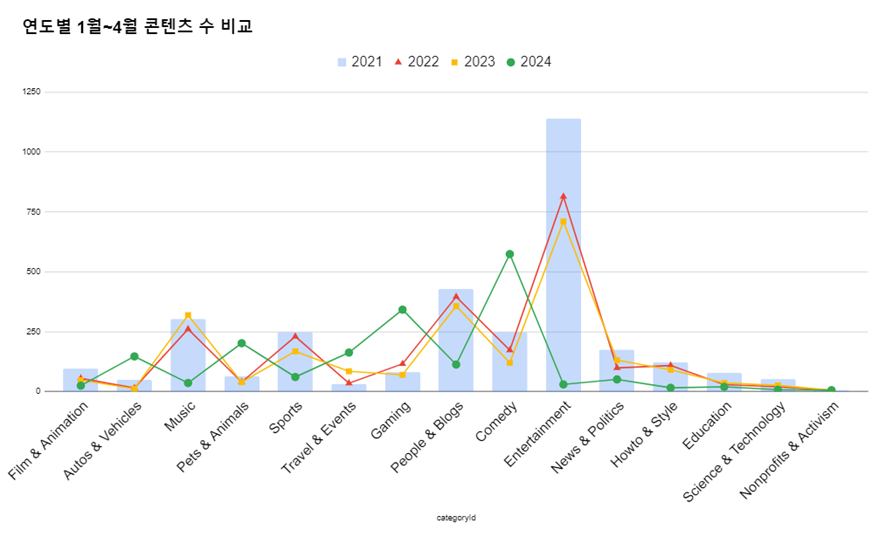 연도별 1월~4월 콘텐츠 수 비교
2021 2022 2023 2024
1250
1000
750
500
250
0
Film & Animation
Autos & Vehicles
Music
Pets & Animals
Sports
Travel & Events
Gaming
People & Blogs
Comedy
Entertainment
News & Politics
Howto & Style
Education
Science & Technology
Nonprofits & Activism
categoryId